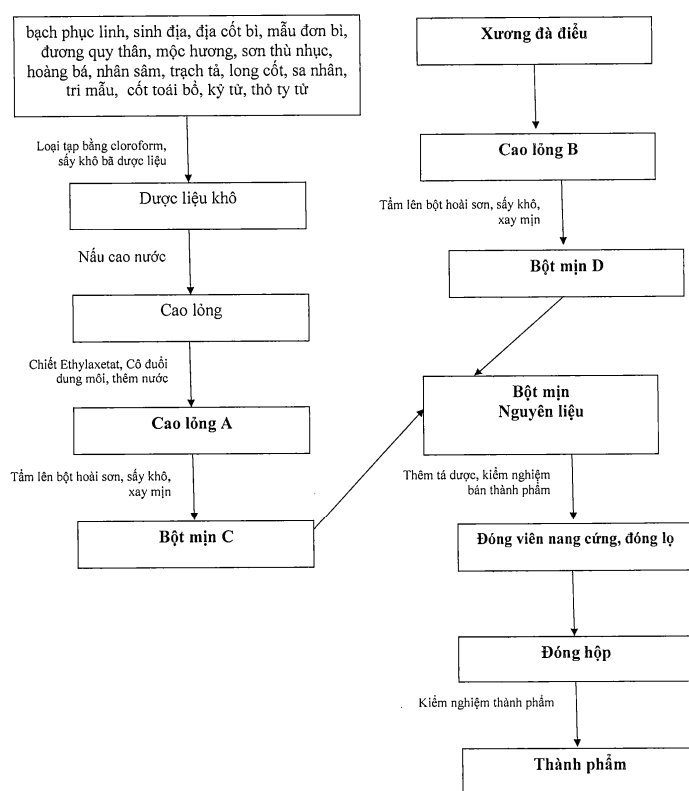 bạch phục linh, sinh địa, địa cốt bì, mẫu đơn bì,
đương quy thân, mộc hương, sơn thù nhục,
hoàng bá, nhân sâm, trạch tả, long cốt, sa nhân,
tri mẫu, cốt toái bổ, kỷ tử, thỏ ty tử
Loại tạp bằng cloroform,
sấy khô bã dược liệu
Dược liệu khô
Nấu cao nước
Cao lỏng
Chiết Ethylaxetat, Cô đuổi
dung môi, thêm nước
Cao lỏng A
Tẩm lên bột hoài sơn, sấy khô,
xay mịn
Bột mịn C
Xương đà điểu
Cao lỏng B
Tẩm lên bột hoài sơn, sấy khô,
xay mịn
Bột mịn D
Bột mịn
Nguyên liệu
Thêm tá dược, kiểm nghiệm
bán thành phẩm
Đóng viên nang cứng, đóng lọ
Đóng hộp
Kiểm nghiệm thành phẩm
Thành phẩm